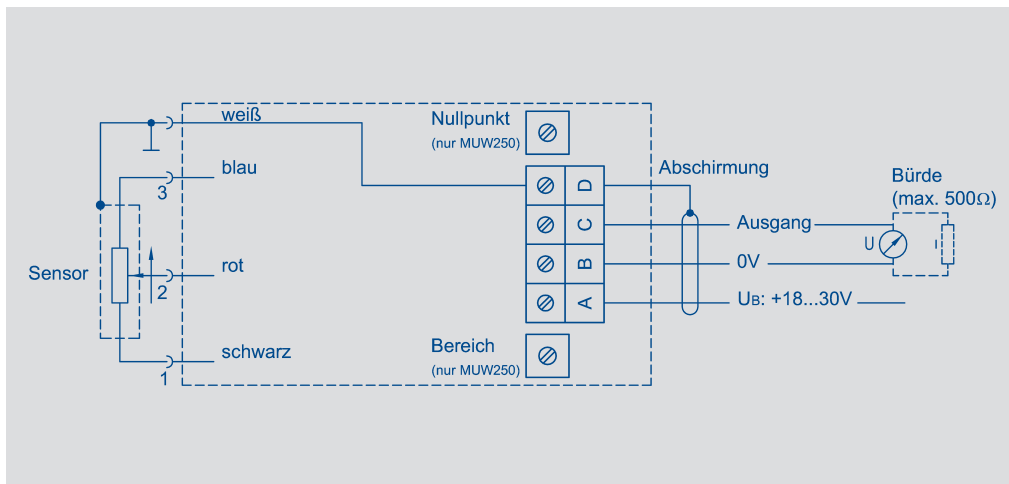 weiß
Nullpunkt
(nur MUW250)
blau
3
Abschirmung
D
Bürde
(max. 500Ω)
C
Ausgang
U
I
Sensor
rot
2
B
0V
A
UB: +18...30V
schwarz
1
Bereich
(nur MUW250)